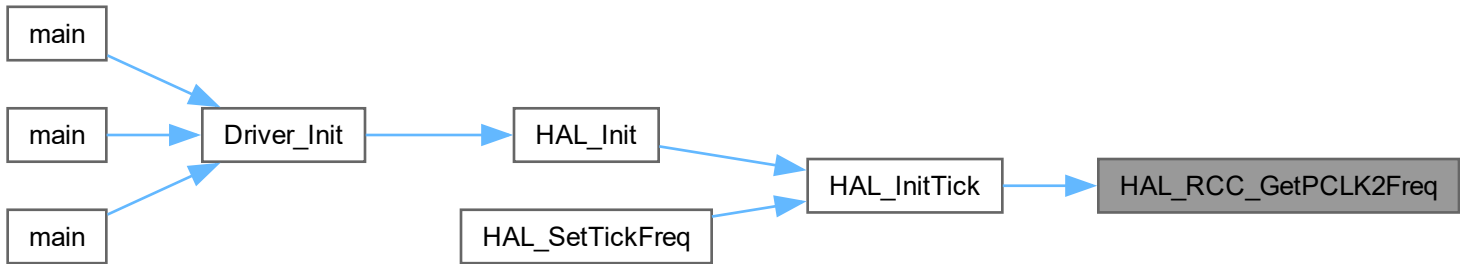 main
main
Driver_Init
HAL_Init
main
HAL_InitTick
HAL_RCC_GetPCLK2Freq
HAL_SetTickFreq